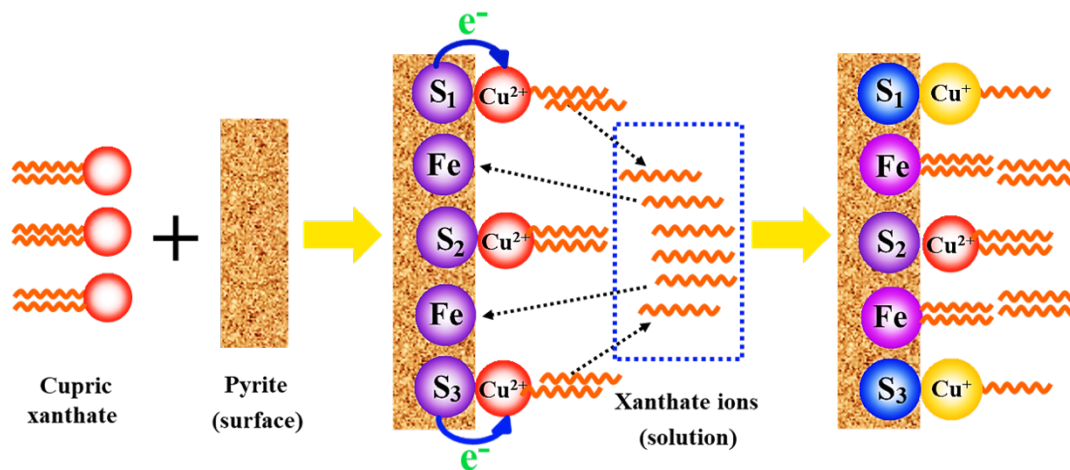 Cupric
xanthate
+
Pyrite
(surface)
e⁻
S₁
Cu²⁺
Fe
S₂
Cu²⁺
Fe
S₃
Cu²⁺
e⁻
Xanthate ions
(solution)
S₁
Cu⁺
Fe
S₂
Cu²⁺
Fe
S₃
Cu⁺